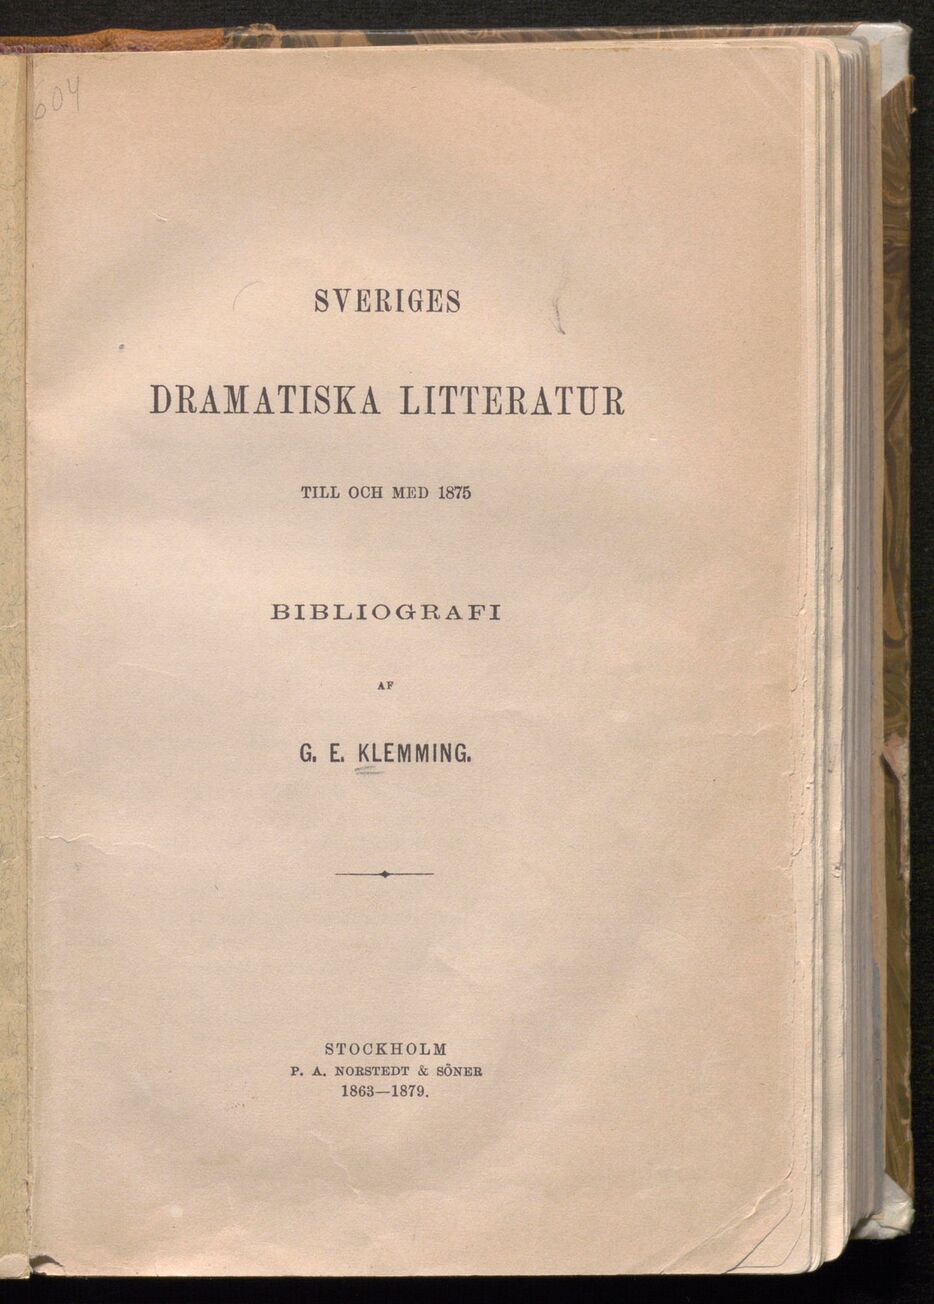 604
SVERIGES
DRAMATISKA LITTERATUR
TILL OCH MED 1875
BIBLIOGRAFI
AF
G. E. KLEMMING.
STOCKHOLM
P. A. NORSTEDT & SÖNER
1863—1879.